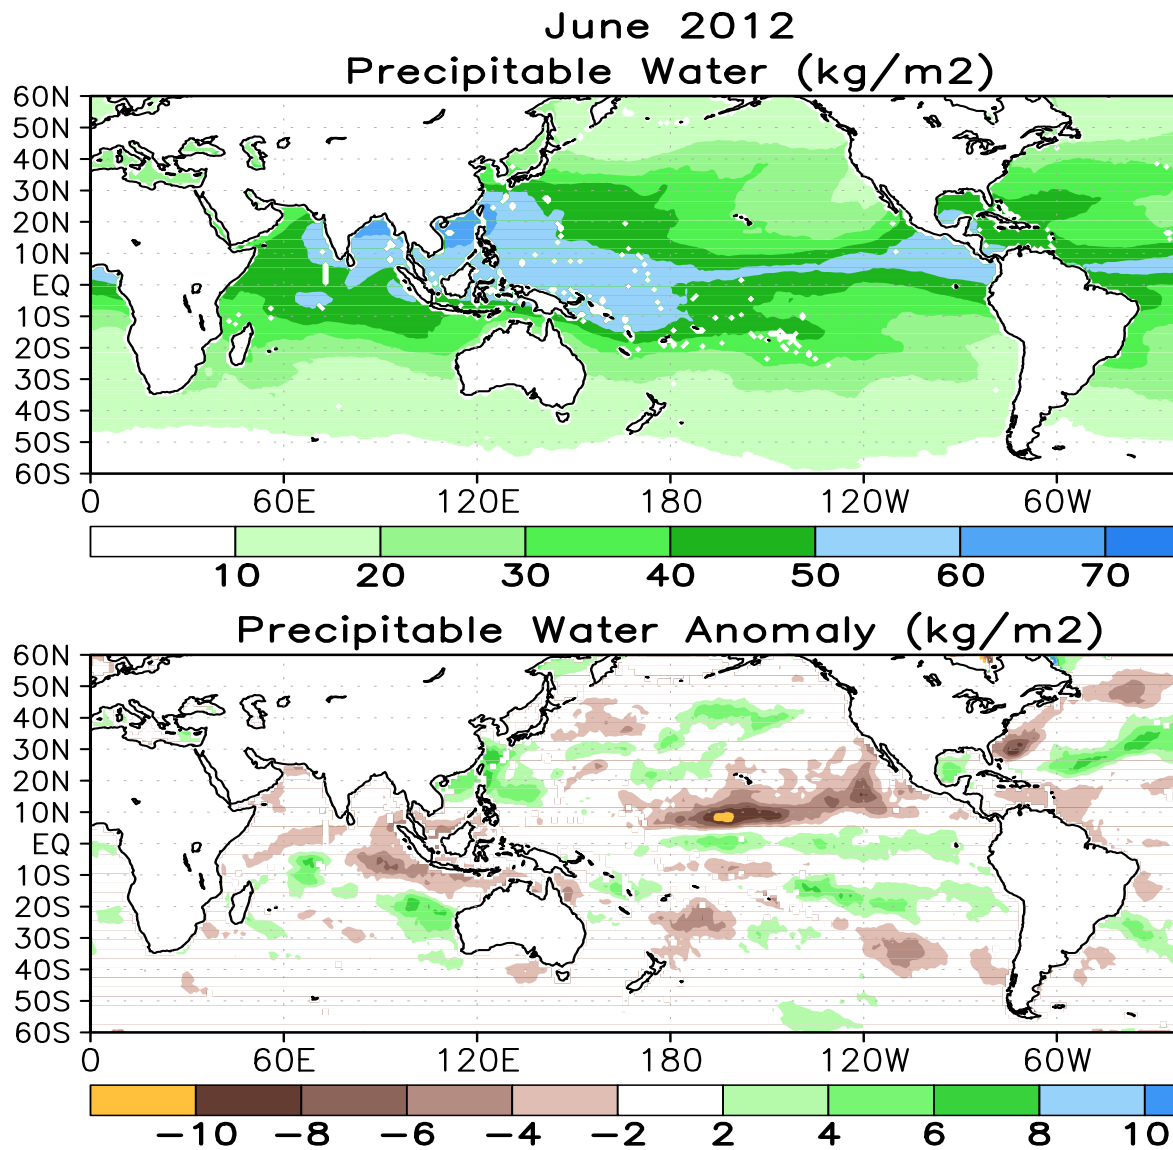 June 2012
Precipitable Water (kg/m2)
60N
50N
40N
30N
20N
10N
EQ
10S
20S
30S
40S
50S
60S
0 60E 120E 180 120W 60W
10 20 30 40 50 60 70
Precipitable Water Anomaly (kg/m2)
60N
50N
40N
30N
20N
10N
EQ
10S
20S
30S
40S
50S
60S
0 60E 120E 180 120W 60W
−10 −8 −6 −4 −2 2 4 6 8 10